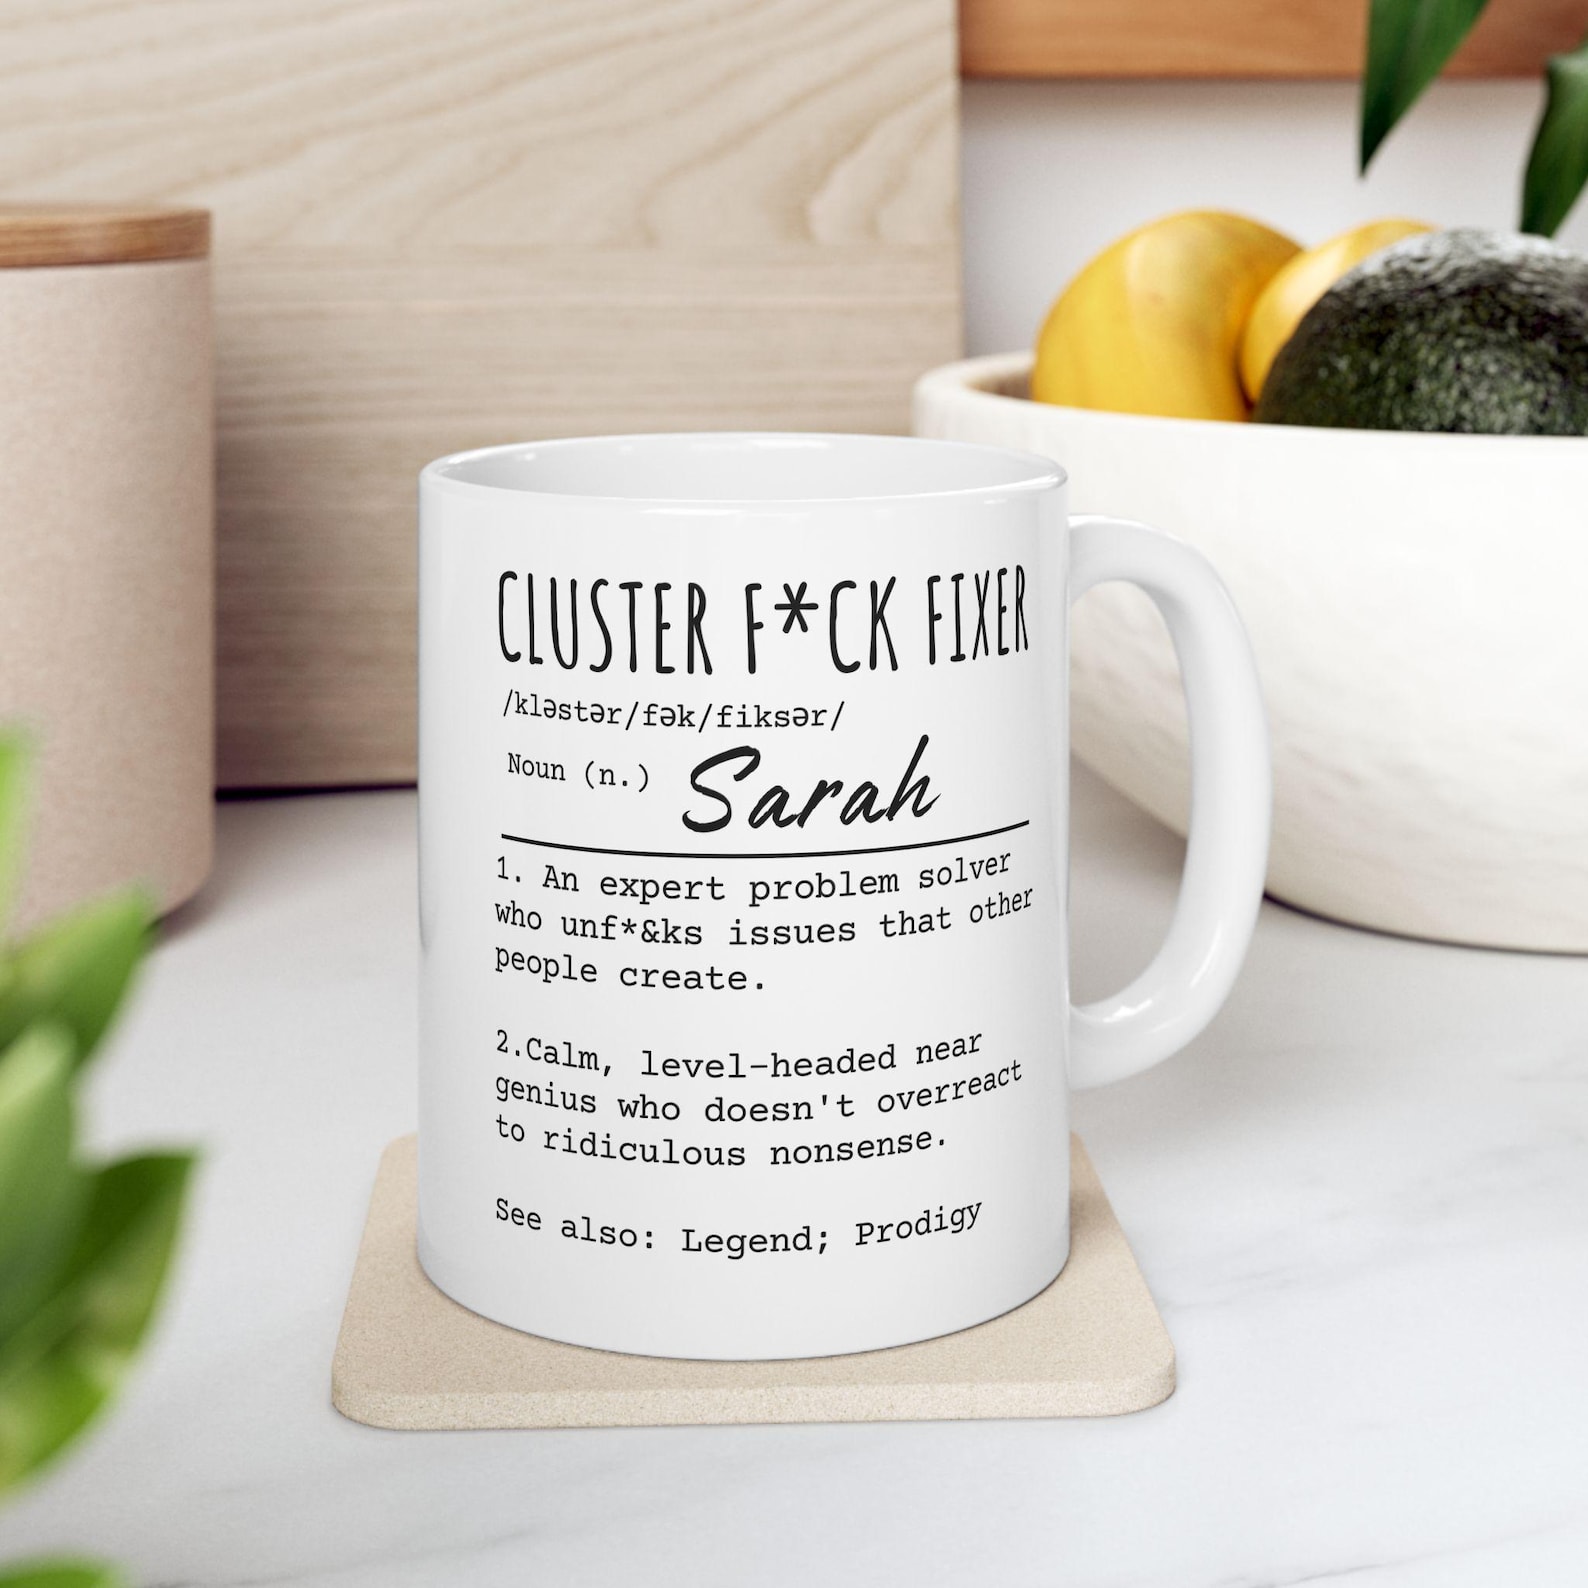 CLUSTER F*CK FIXER
/kləstər/fək/fiksər/
Noun (n.) Sarah
1. An expert problem solver
who unf*&ks issues that other
people create.
2.Calm, level-headed near
genius who doesn't overreact
to ridiculous nonsense.
See also: Legend; Prodigy